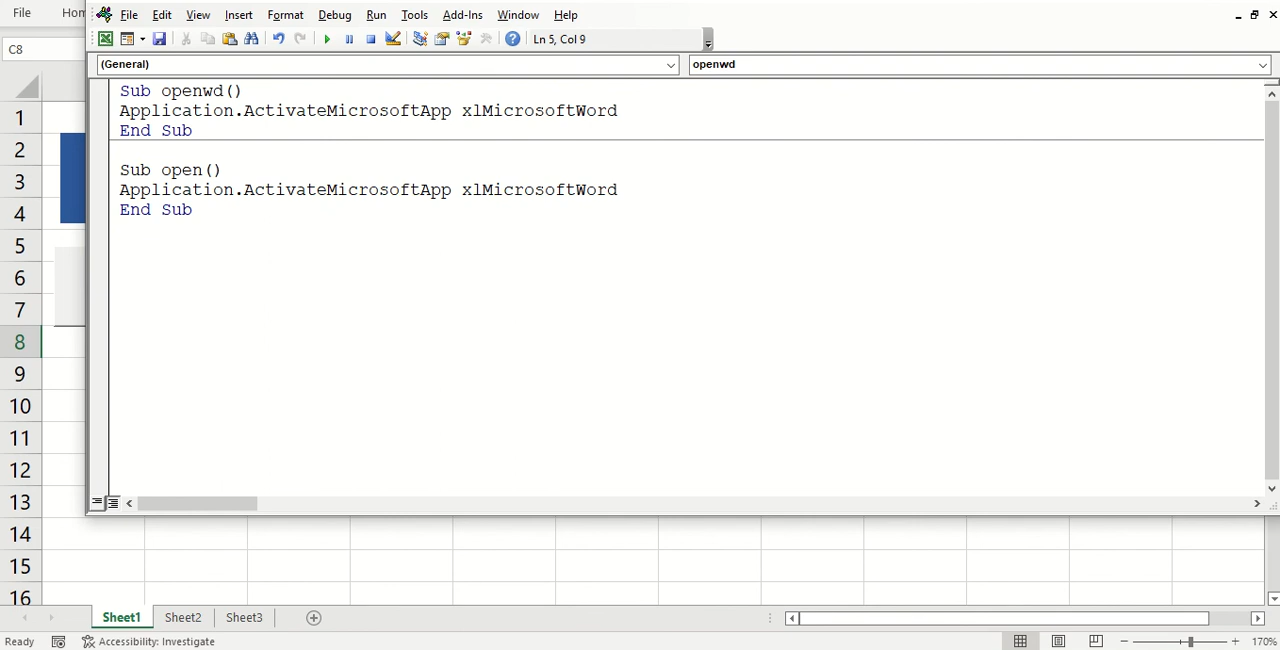 File Hom
File Edit View Insert Format Debug Run Tools Add-Ins Window Help
Ln 5, Col 9
C8
(General) openwd
Sub openwd()
Application.ActivateMicrosoftApp xlMicrosoftWord
End Sub
Sub open()
Application.ActivateMicrosoftApp xlMicrosoftWord
End Sub
1
2
3
4
5
6
7
8
9
10
11
12
13
14
15
16
Sheet1 Sheet2 Sheet3
Ready Accessibility: Investigate 170%